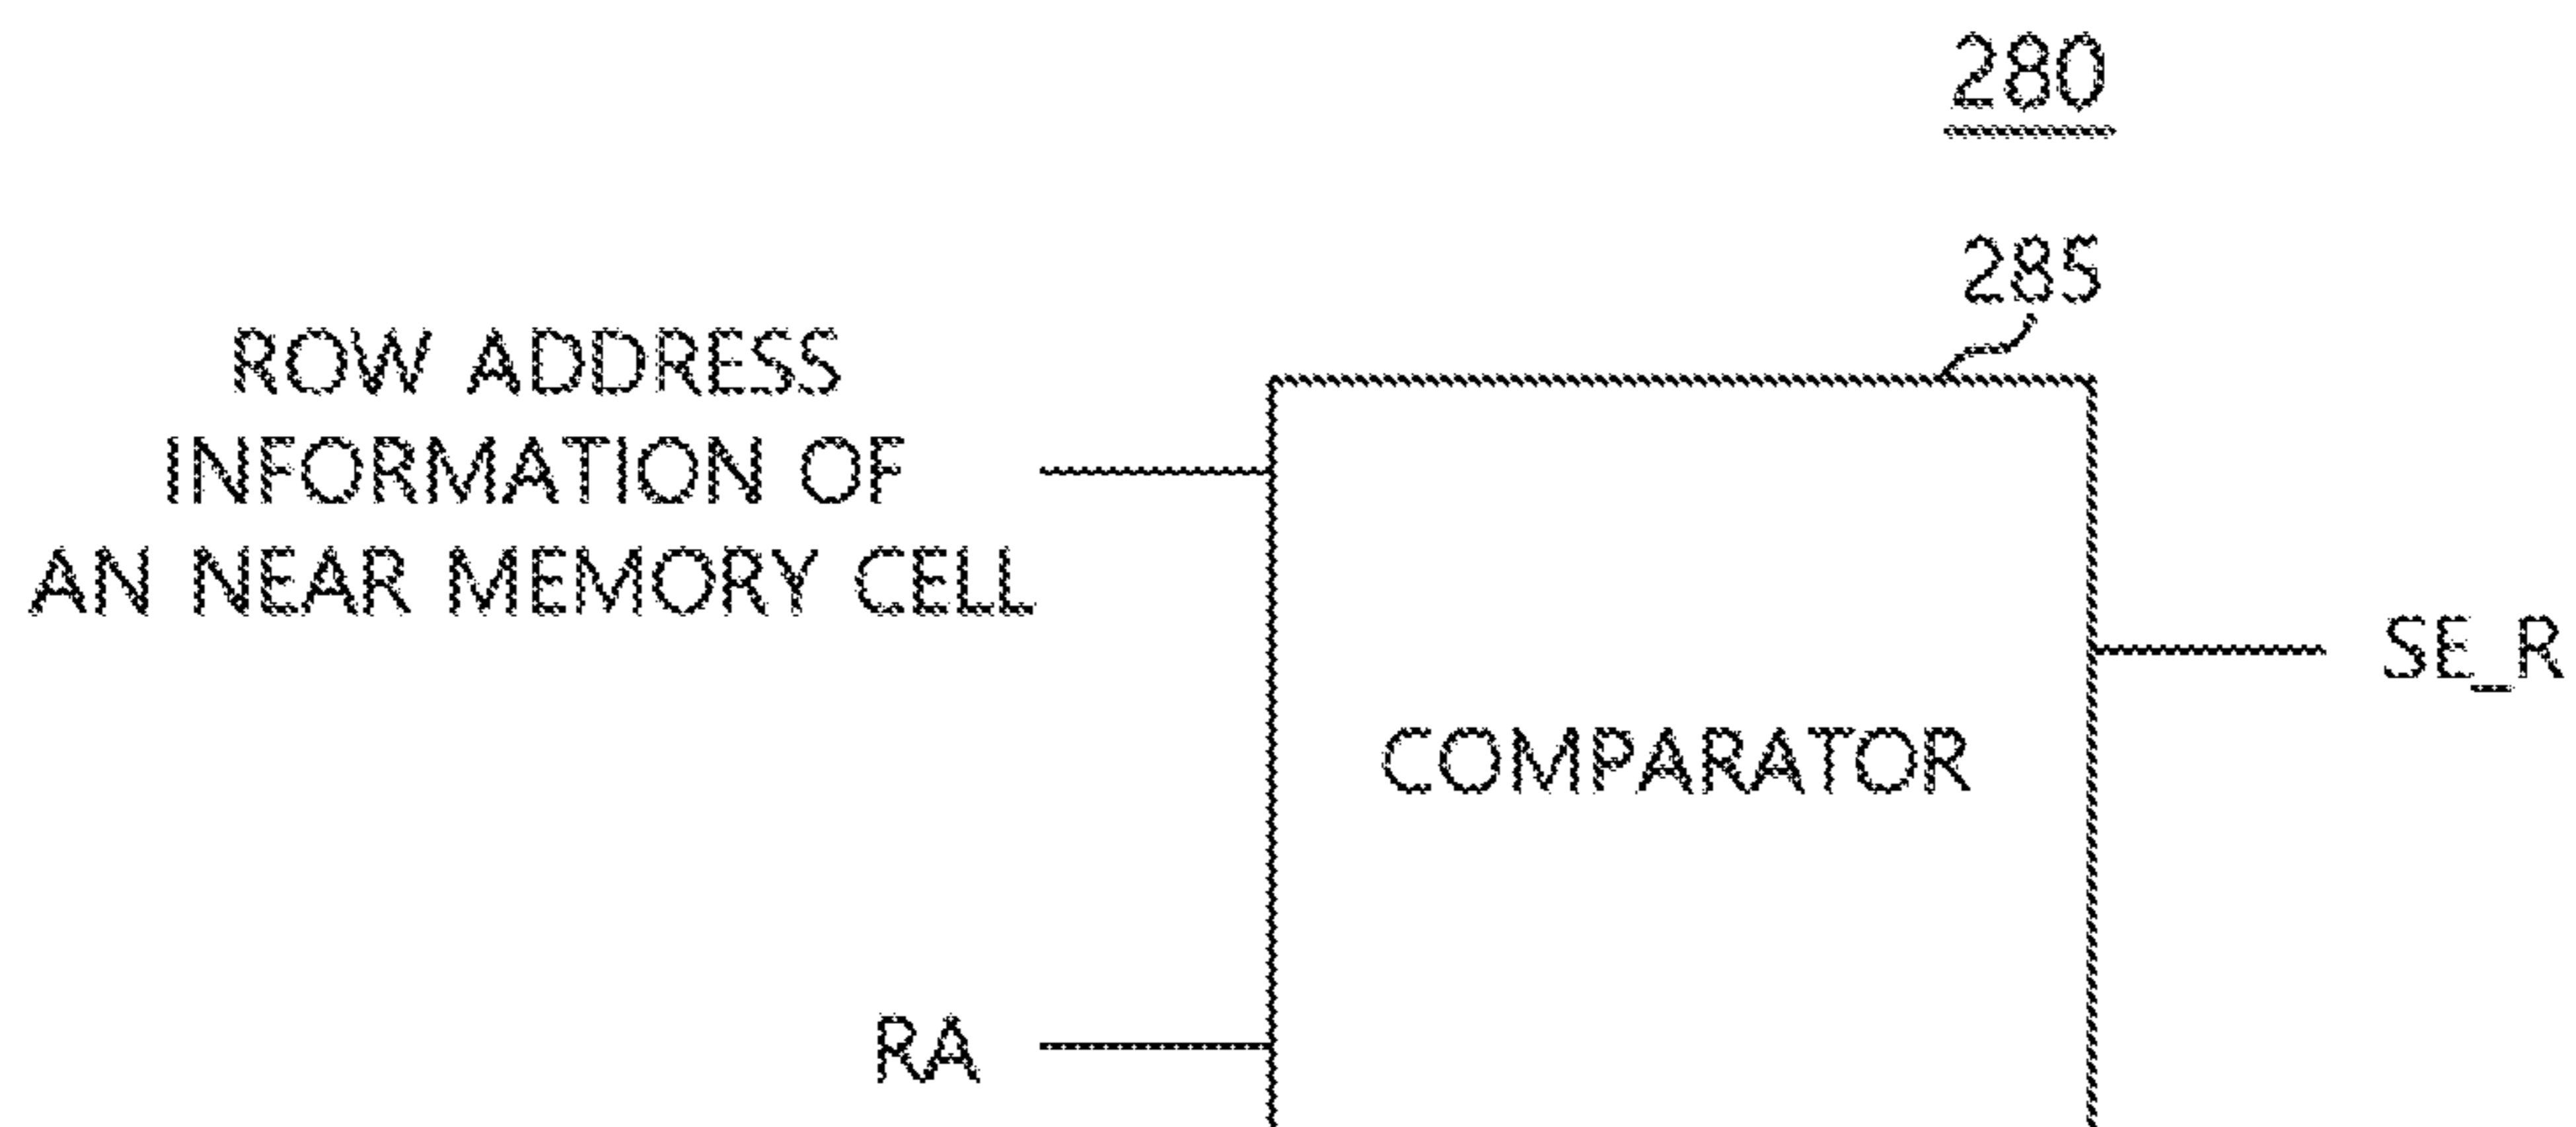 280
285
ROW ADDRESS
INFORMATION OF
AN NEAR MEMORY CELL
SE_R
COMPARATOR
RA